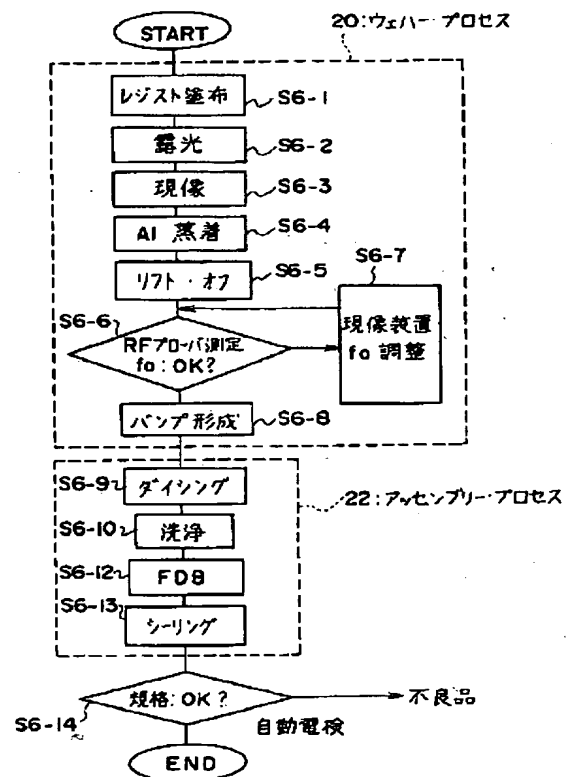 START
20:ウェハープロセス
レジスト塗布
S6-1
露光
S6-2
現像
S6-3
Al 蒸着
S6-4
リフト・オフ
S6-5
S6-7
S6-6
RFプローバ測定
fo:OK?
現像装置
fo 調整
バンプ形成
S6-8
S6-9
ダイシング
22:アッセンブリー・プロセス
S6-10
洗浄
S6-12
FDB
S6-13
シーリング
規格:OK?
不良品
S6-14
自動電検
END